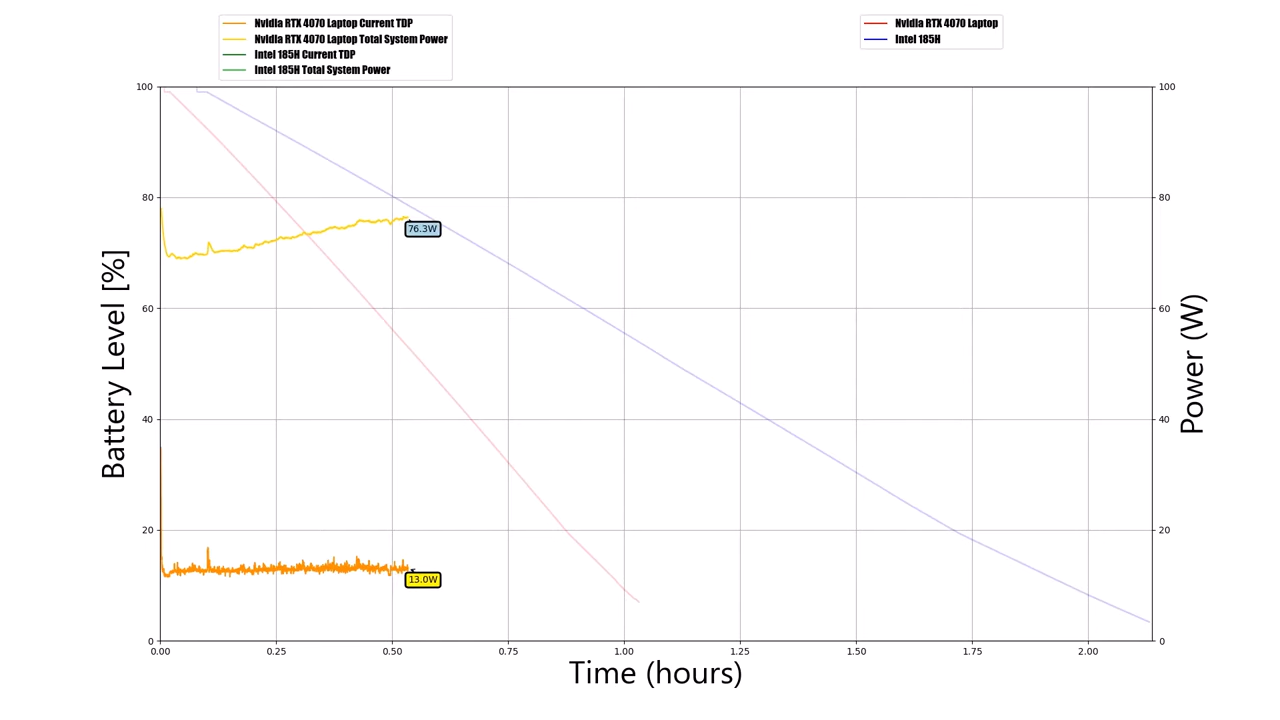 Nvidia RTX 4070 Laptop Current TDP
Nvidia RTX 4070 Laptop Total System Power
Intel 185H Current TDP
Intel 185H Total System Power
Nvidia RTX 4070 Laptop
Intel 185H
100
80
60
40
20
0
Battery Level [%]
76.3W
13.0W
100
80
60
40
20
0
Power (W)
0.00 0.25 0.50 0.75 1.00 1.25 1.50 1.75 2.00
Time (hours)